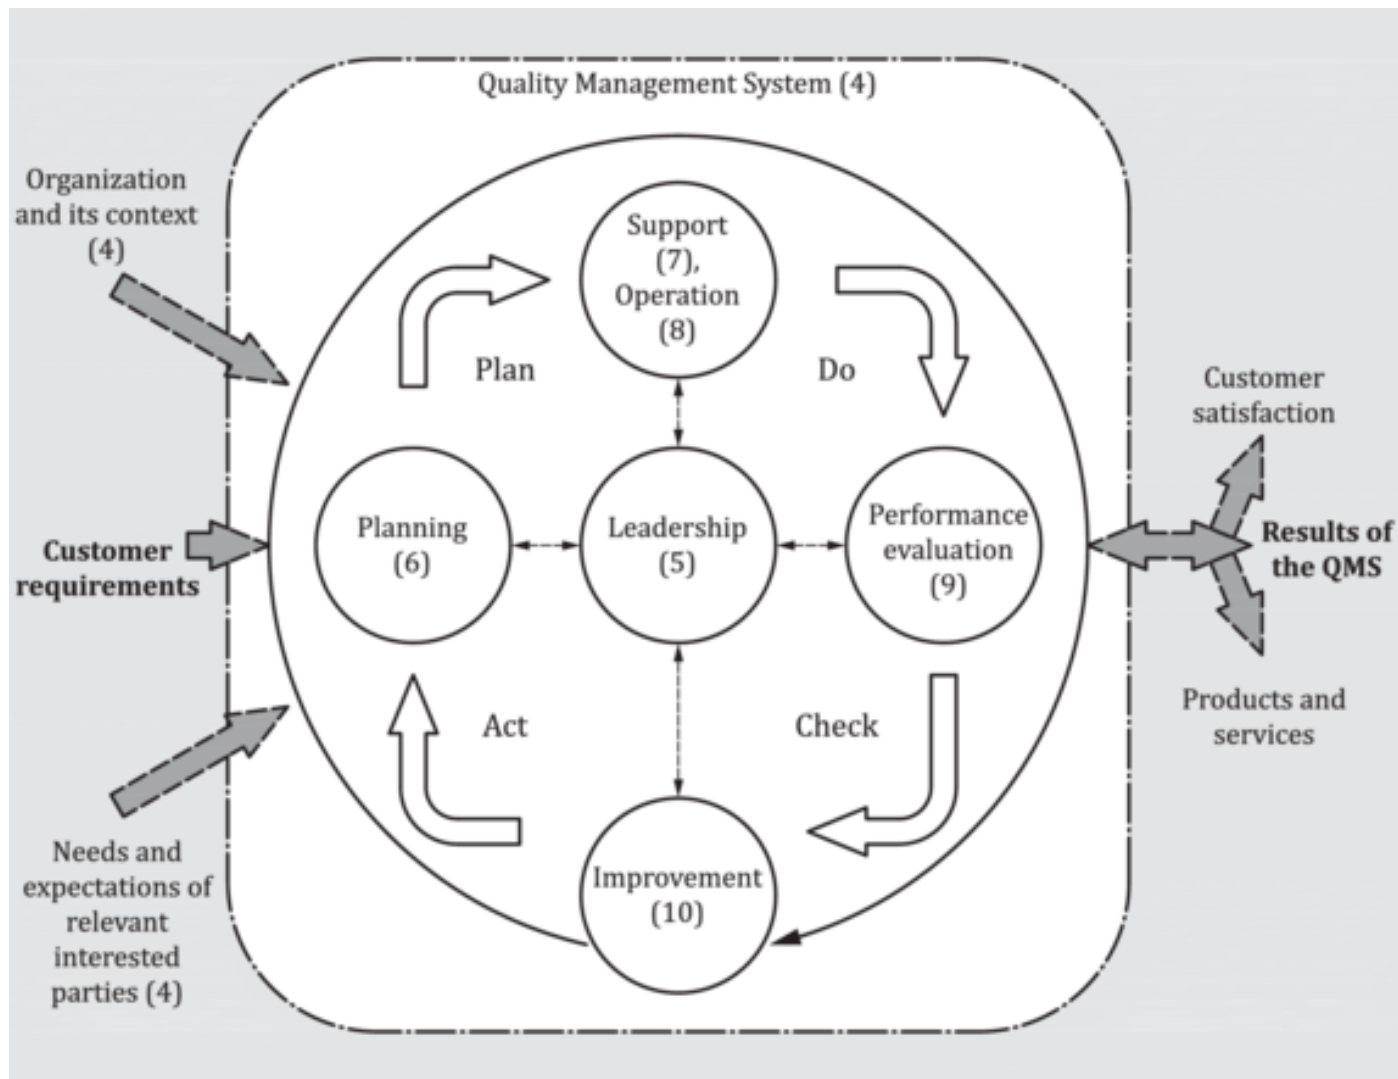 Quality Management System (4)
Organization
and its context
(4)
Support
(7),
Operation
(8)
Plan
Do
Customer
satisfaction
Customer
requirements
Planning
(6)
Leadership
(5)
Performance
evaluation
(9)
Results of
the QMS
Act
Check
Products and
services
Needs and
expectations of
relevant
interested
parties (4)
Improvement
(10)